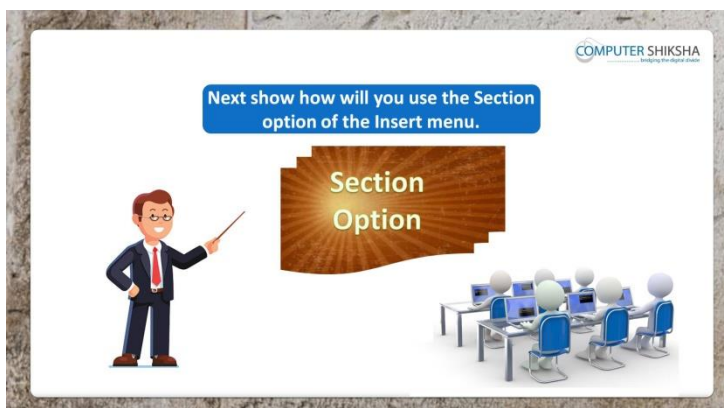 COMPUTER SHIKSHA
bridging the digital divide
Next show how will you use the Section
option of the Insert menu.
Section
Option